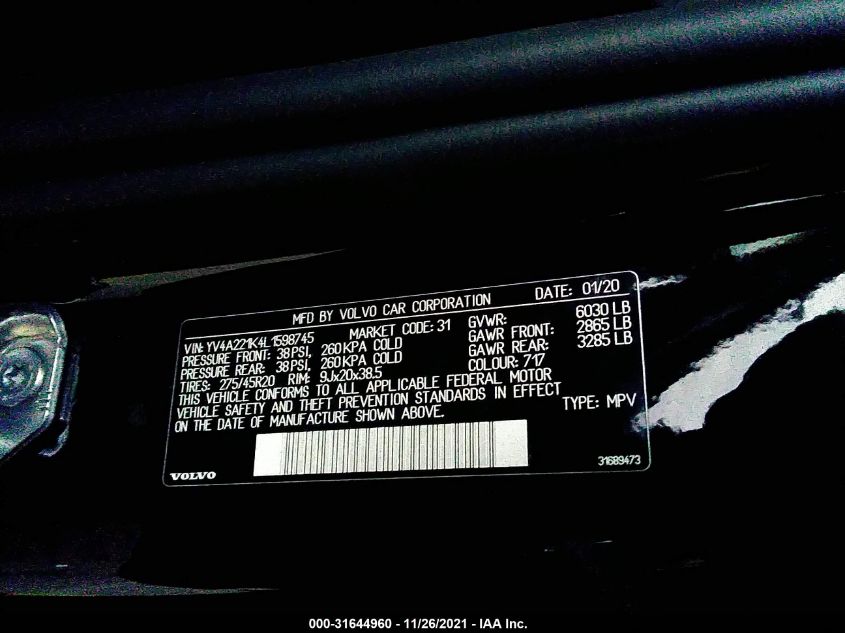 MFD BY VOLVO CAR CORPORATION DATE: 01/20
VIN: YV4A221K4L1598745 MARKET CODE: 31 GVWR: 6030 LB
PRESSURE FRONT: 38 PSI, 260 KPA COLD GAWR FRONT: 2865 LB
PRESSURE REAR: 38 PSI, 260 KPA COLD GAWR REAR: 3285 LB
TIRES: 275/45R20 RIM: 9Jx20x38.5 COLOUR: 717
THIS VEHICLE CONFORMS TO ALL APPLICABLE FEDERAL MOTOR
VEHICLE SAFETY AND THEFT PREVENTION STANDARDS IN EFFECT
ON THE DATE OF MANUFACTURE SHOWN ABOVE. TYPE: MPV
VOLVO 31689473
000-31644960 - 11/26/2021 - IAA Inc.